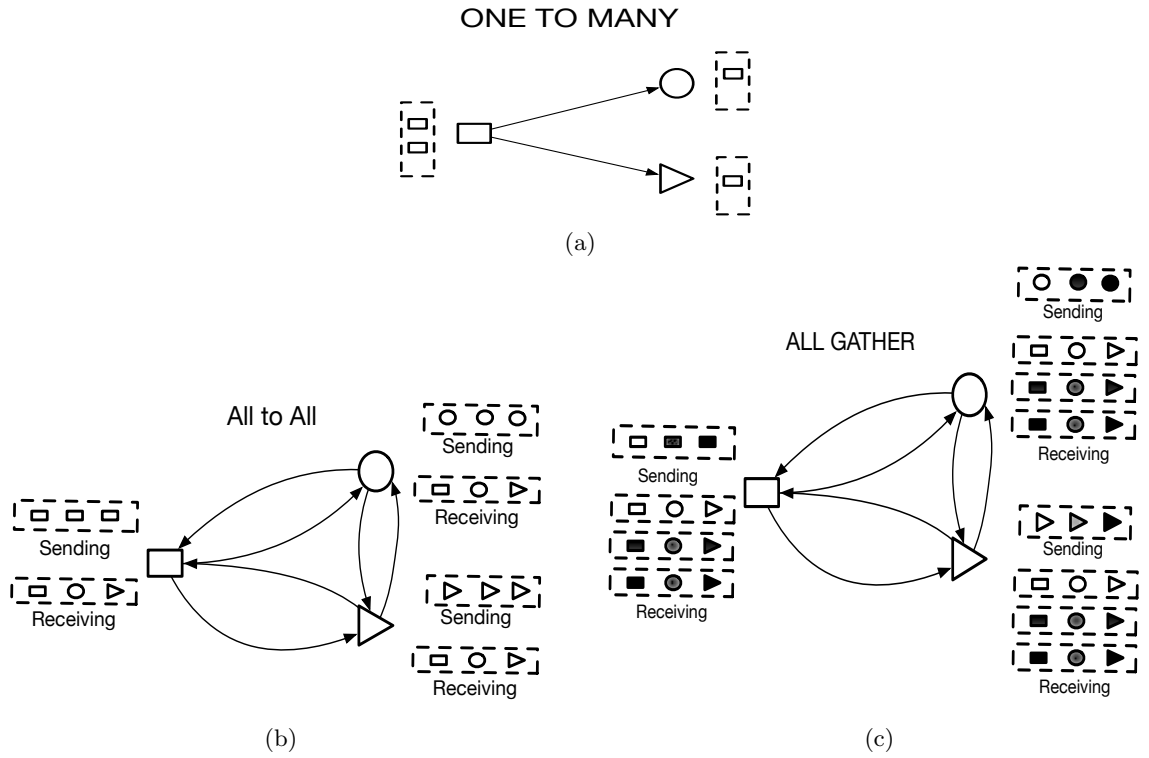 ONE TO MANY
(a)
All to All
Sending
Receiving
Sending
Receiving
Sending
Receiving
(b)
ALL GATHER
Sending
Receiving
Sending
Receiving
Sending
Receiving
(c)